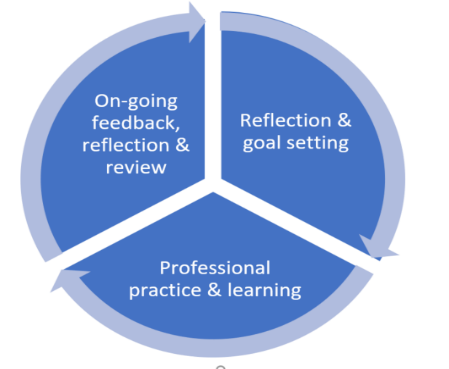 On-going
feedback,
reflection &
review
Reflection &
goal setting
Professional
practice & learning